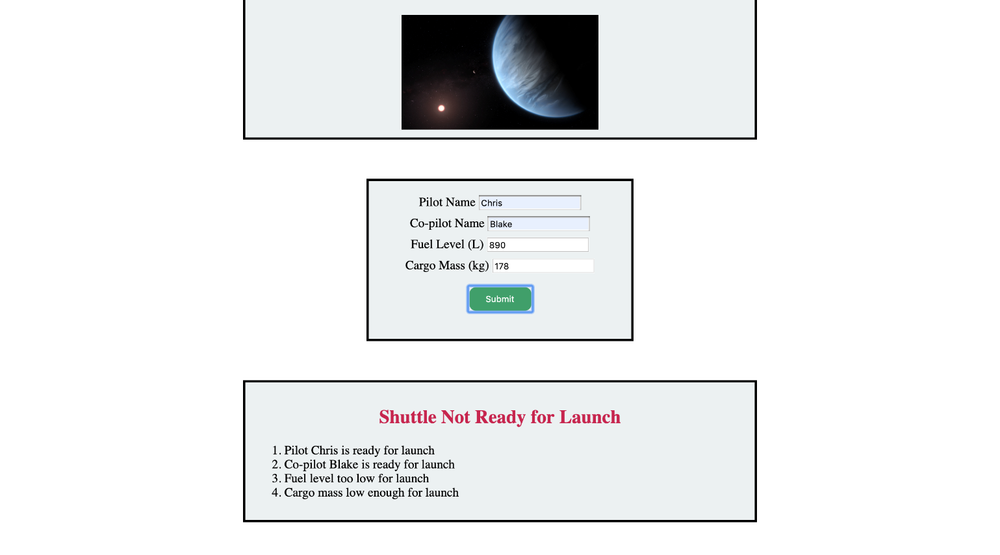 Pilot Name Chris
Co-pilot Name Blake
Fuel Level (L) 890
Cargo Mass (kg) 178
Submit
Shuttle Not Ready for Launch
1. Pilot Chris is ready for launch
2. Co-pilot Blake is ready for launch
3. Fuel level too low for launch
4. Cargo mass low enough for launch